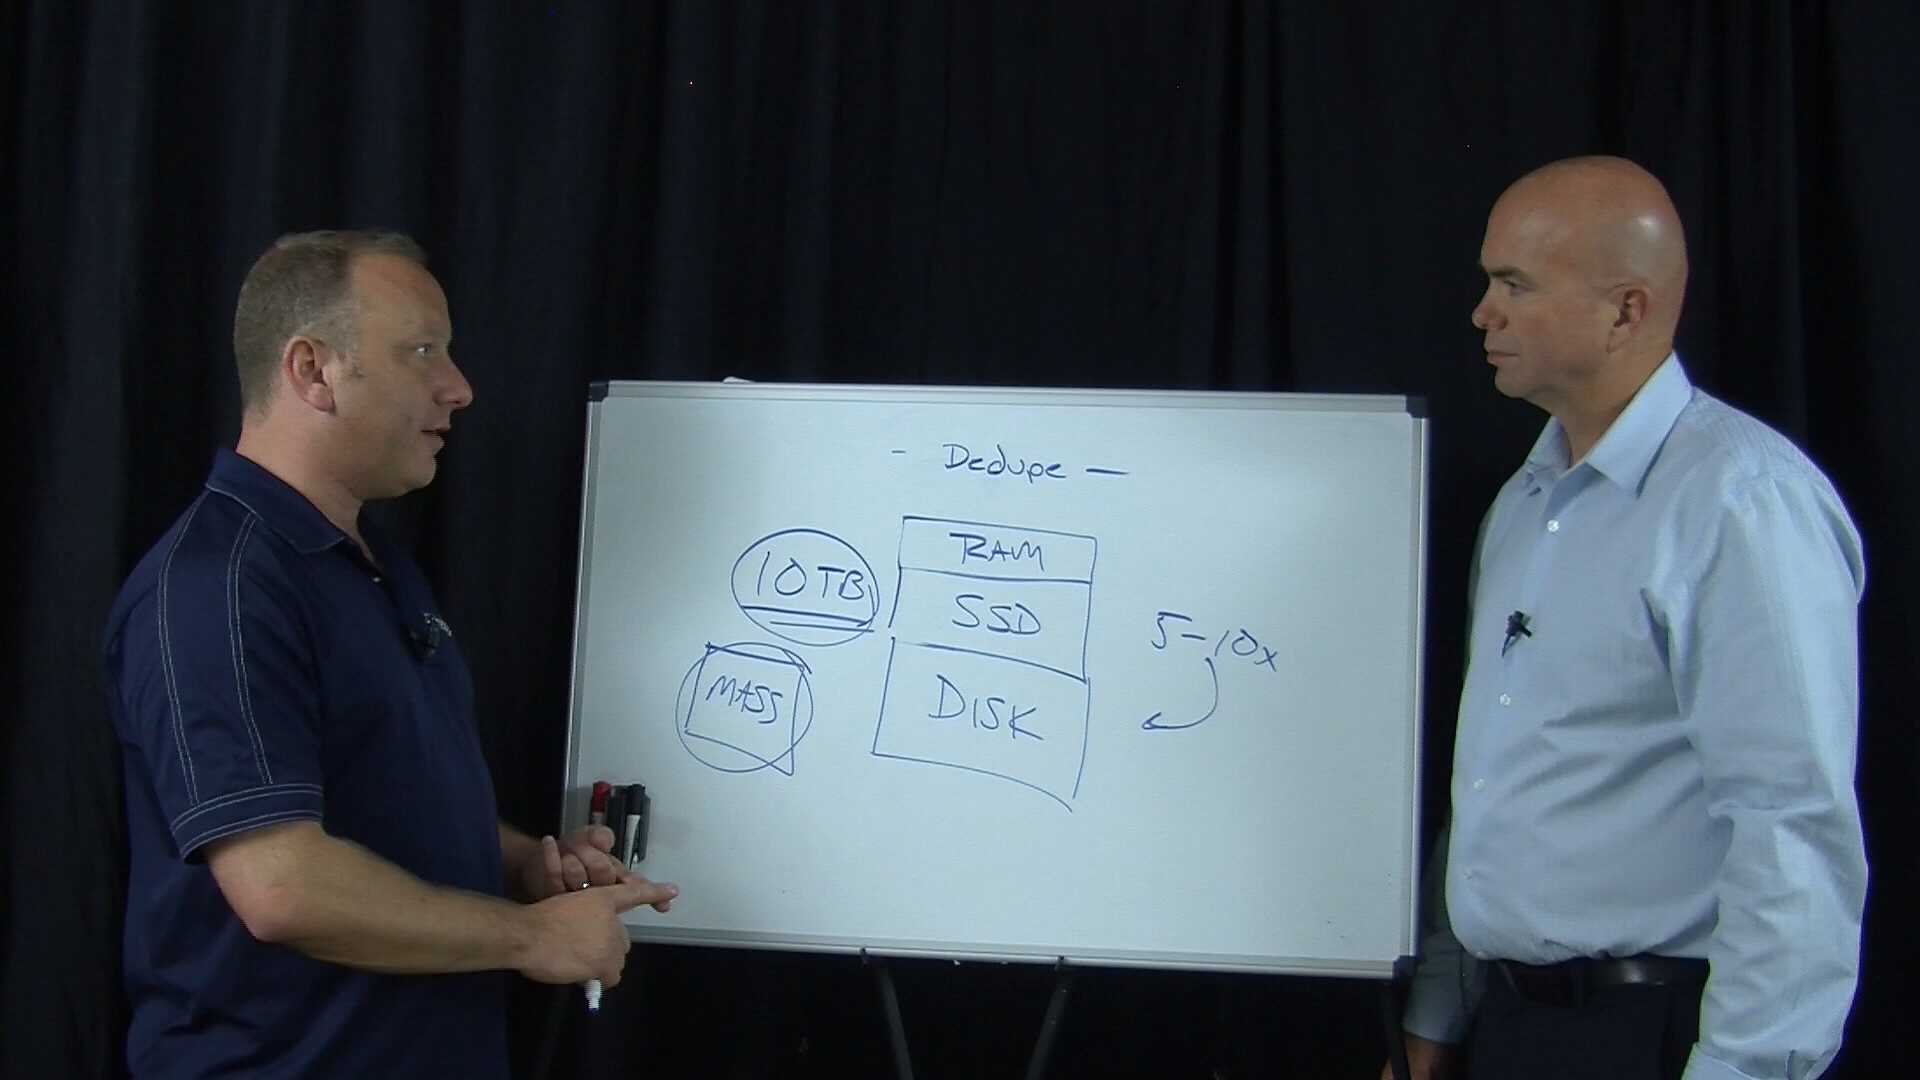 - Dedupe -
RAM
10TB
SSD
5-10x
MASS
DISK